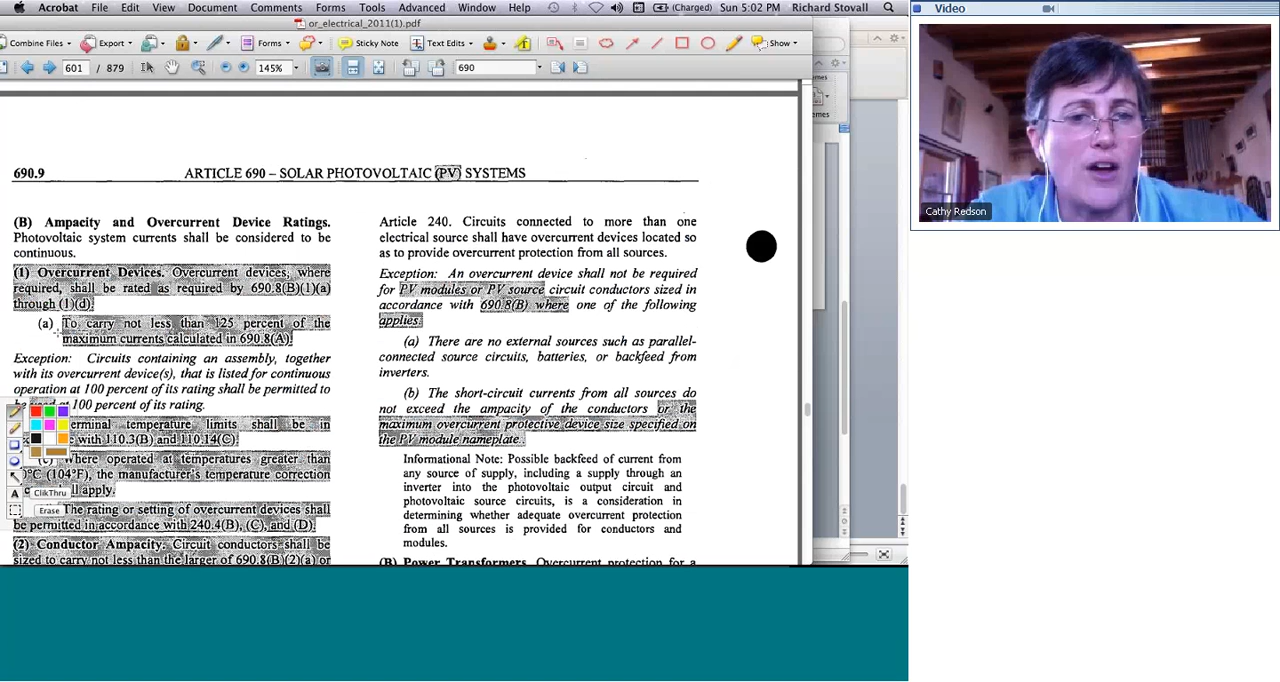 Acrobat File Edit View Document Comments Forms Tools Advanced Window Help (Charged) Sun 5:02 PM Richard Stovall
Video
or_electrical_2011(1).pdf
Combine Files Export Forms Sticky Note Text Edits Show
601 / 879 145% 690
emes
emes
Cathy Redson
690.9 ARTICLE 690 – SOLAR PHOTOVOLTAIC (PV) SYSTEMS
(B) Ampacity and Overcurrent Device Ratings.
Photovoltaic system currents shall be considered to be
continuous.
(1) Overcurrent Devices. Overcurrent devices, where
required, shall be rated as required by 690.8(B)(1)(a)
through (1)(d).
(a) To carry not less than 125 percent of the
maximum currents calculated in 690.8(A).
Exception: Circuits containing an assembly, together
with its overcurrent device(s), that is listed for continuous
operation at 100 percent of its rating shall be permitted to
at 100 percent of its rating.
temperature limits shall be in
with 110.3(B) and 110.14(C).
Where operated at temperatures greater than
(104°F), the manufacturer's temperature correction
apply.
ClikThru
Erase The rating or setting of overcurrent devices shall
be permitted in accordance with 240.4(B), (C), and (D).
(2) Conductor Ampacity. Circuit conductors shall be
sized to carry not less than the larger of 690.8(B)(2)(a) or
Article 240. Circuits connected to more than one
electrical source shall have overcurrent devices located so
as to provide overcurrent protection from all sources.
Exception: An overcurrent device shall not be required
for PV modules or PV source circuit conductors sized in
accordance with 690.8(B) where one of the following
applies.
(a) There are no external sources such as parallel-
connected source circuits, batteries, or backfeed from
inverters.
(b) The short-circuit currents from all sources do
not exceed the ampacity of the conductors or the
maximum overcurrent protective device size specified on
the PV module nameplate..
Informational Note: Possible backfeed of current from
any source of supply, including a supply through an
inverter into the photovoltaic output circuit and
photovoltaic source circuits, is a consideration in
determining whether adequate overcurrent protection
from all sources is provided for conductors and
modules.
(B) Power Transformers. Overcurrent protection for a